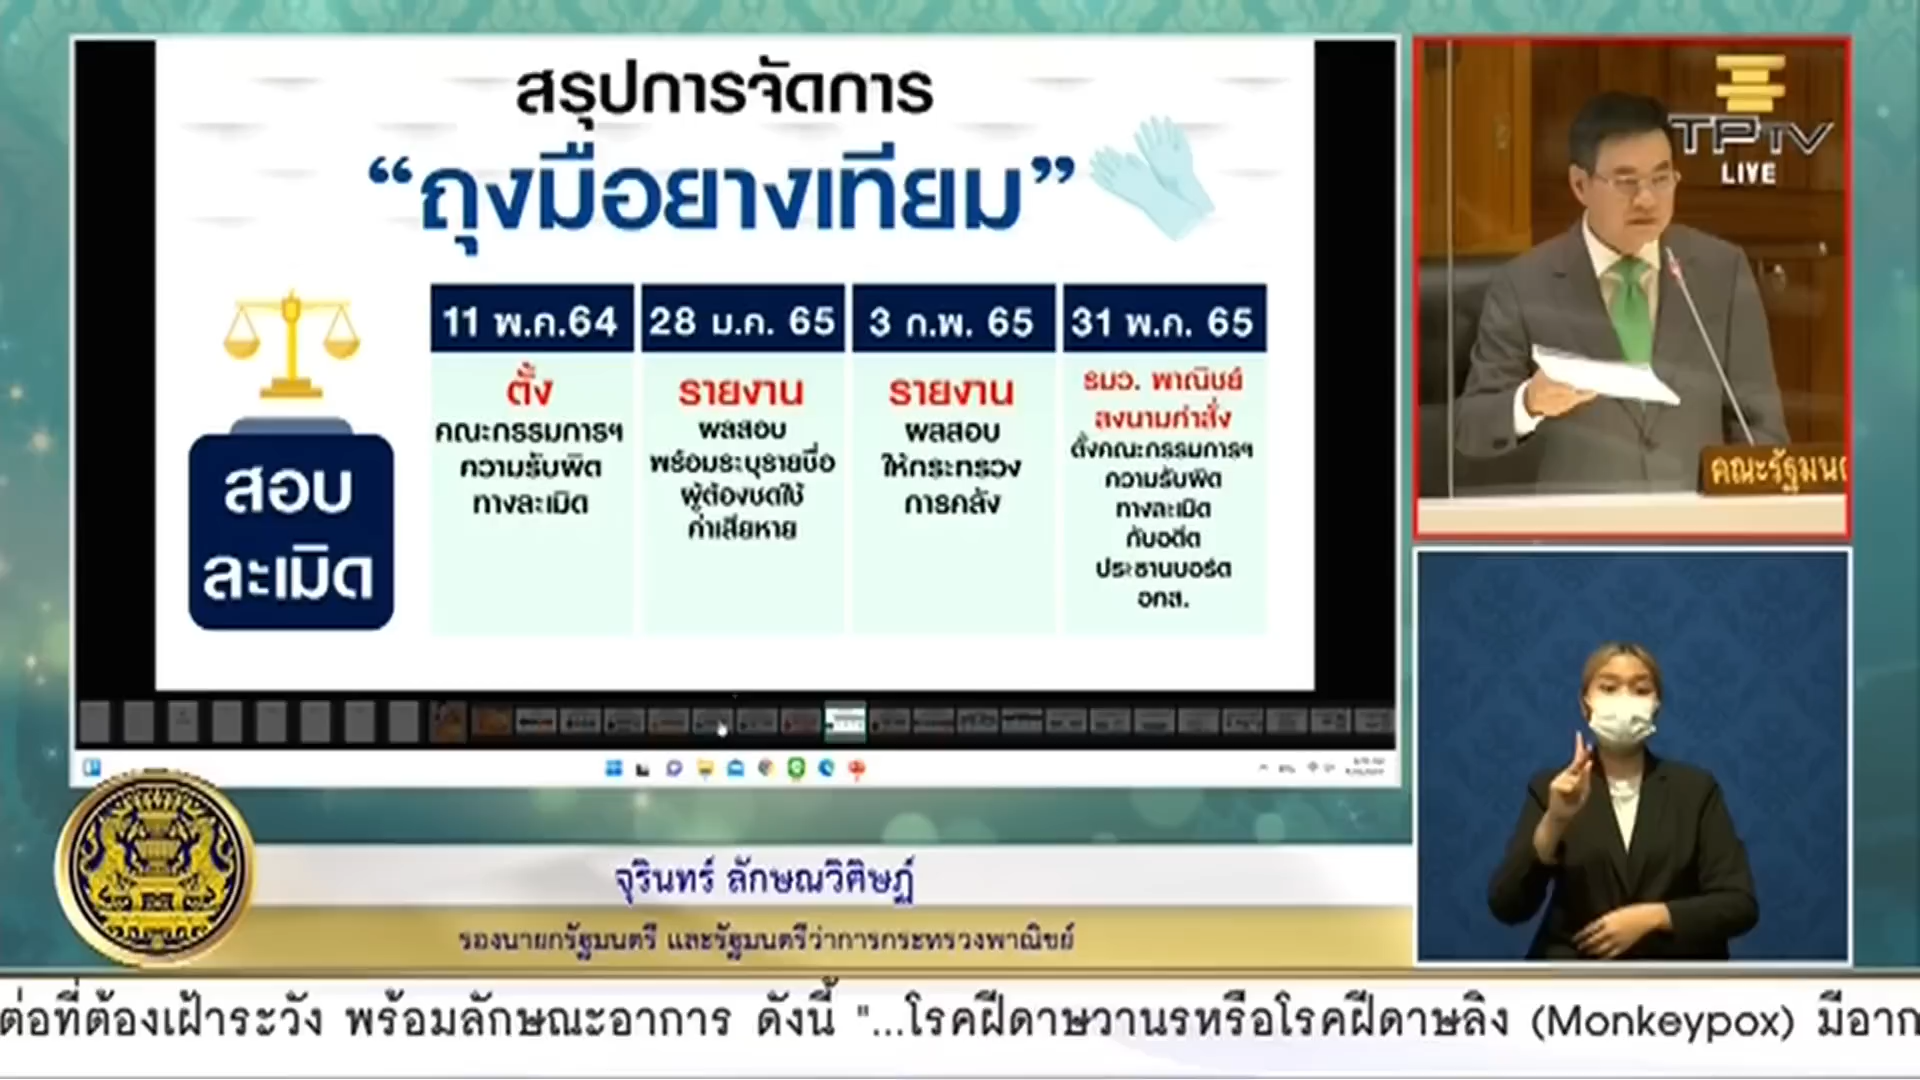 สรุปการจัดการ
“ถุงมือยางเทียม”
สอบ
ละเมิด
11 พ.ค.64
ตั้ง
คณะกรรมการฯ
ความรับผิด
ทางละเมิด
28 ม.ค. 65
รายงาน
ผลสอบ
พร้อมระบุรายชื่อ
ผู้ต้องชดใช้
ค่าเสียหาย
3 ก.พ. 65
รายงาน
ผลสอบ
ให้กระทรวง
การคลัง
31 พ.ค. 65
รมว. พาณิชย์
ลงนามคำสั่ง
ตั้งคณะกรรมการฯ
ความรับผิด
ทางละเมิด
กับอดีต
ประธานบอร์ด
อคส.
TPTV
LIVE
คณะรัฐมนต
จุรินทร์ ลักษณวิศิษฏ์
รองนายกรัฐมนตรี และรัฐมนตรีว่าการกระทรวงพาณิชย์
ต่อที่ต้องเฝ้าระวัง พร้อมลักษณะอาการ ดังนี้ "...โรคฝีดาษวานรหรือโรคฝีดาษลิง (Monkeypox) มีอาก